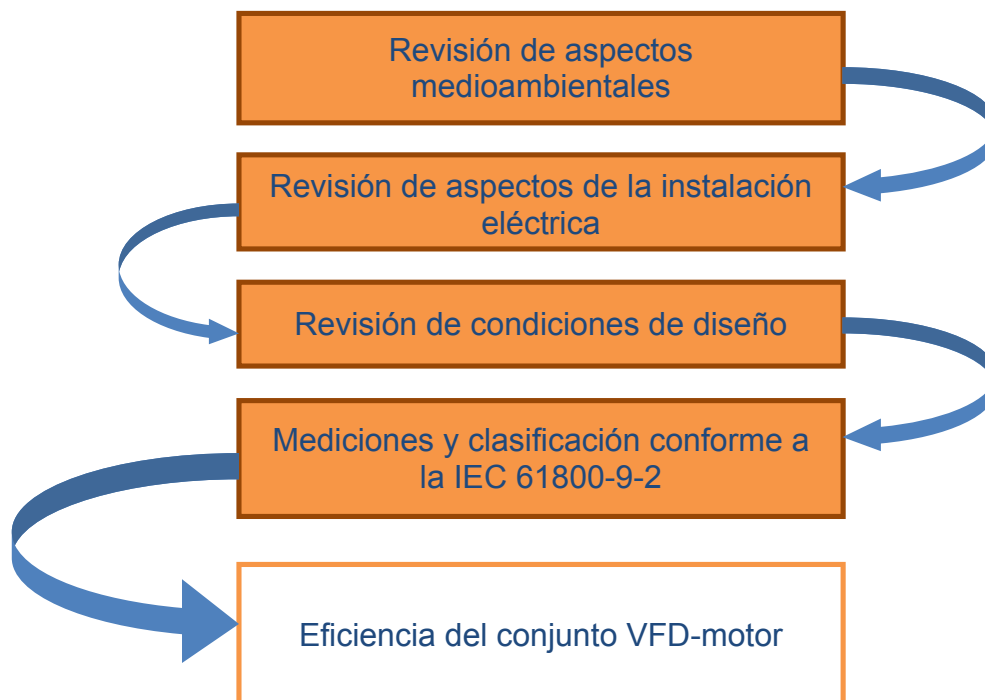 Revisión de aspectos
medioambientales
Revisión de aspectos de la instalación
eléctrica
Revisión de condiciones de diseño
Mediciones y clasificación conforme a
la IEC 61800-9-2
Eficiencia del conjunto VFD-motor